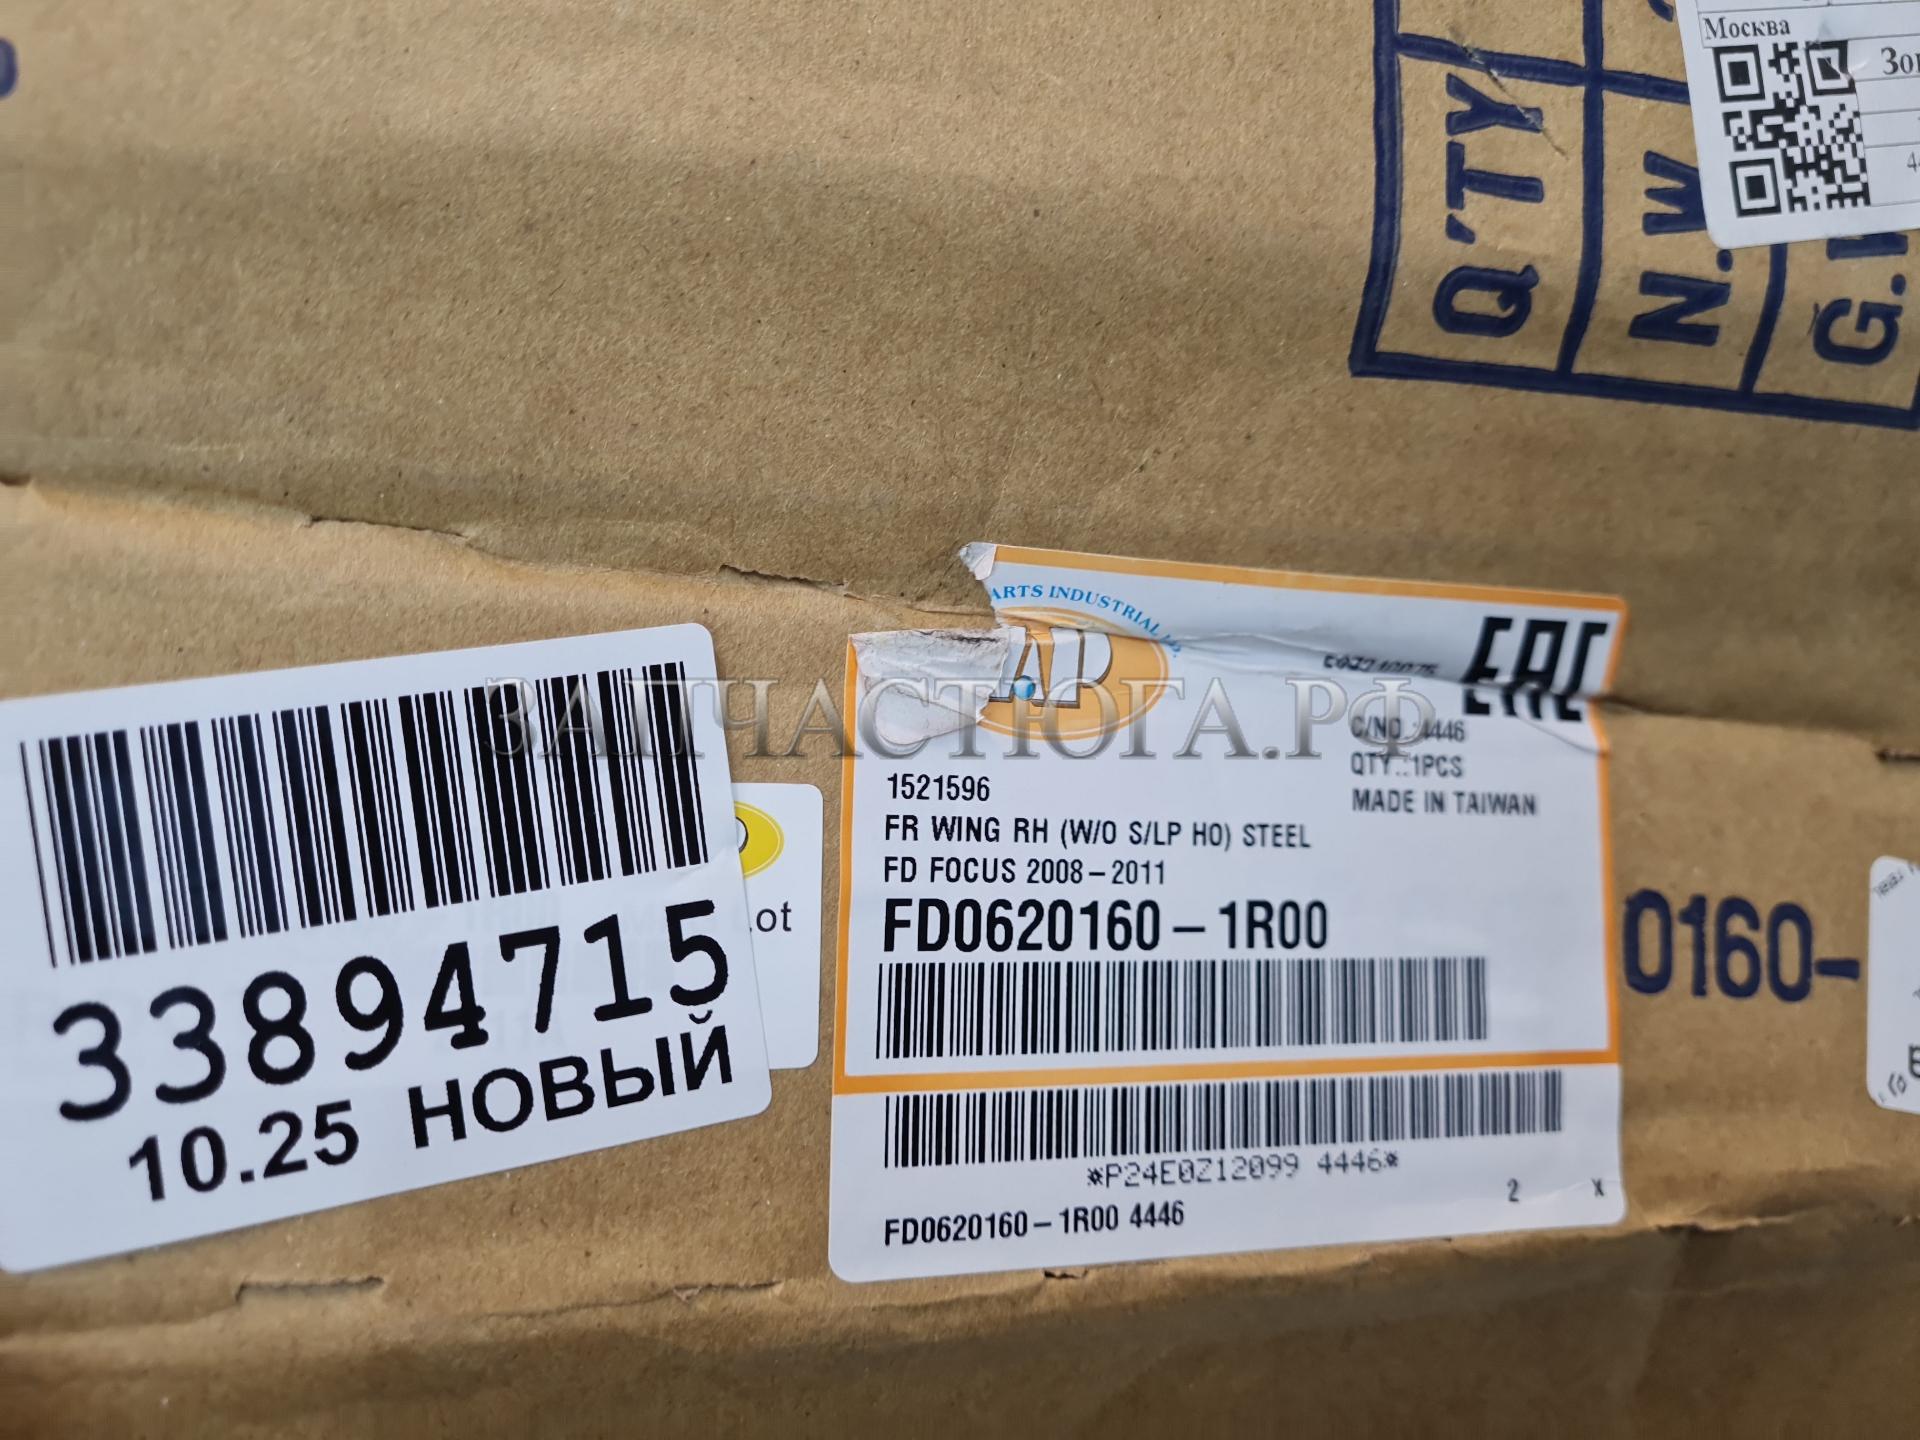 Москва
Q'TY
N.W.
ЗАПЧАСТЮГА.РФ
ARTS INDUSTRIAL
AP
EAC
C/NO.:4446
QTY.:1PCS
MADE IN TAIWAN
1521596
FR WING RH (W/O S/LP HO) STEEL
FD FOCUS 2008-2011
FD0620160-1R00
*P24E0Z12099 4446*
FD0620160-1R00 4446
2 X
33894715
10.25 НОВЫЙ
0160-